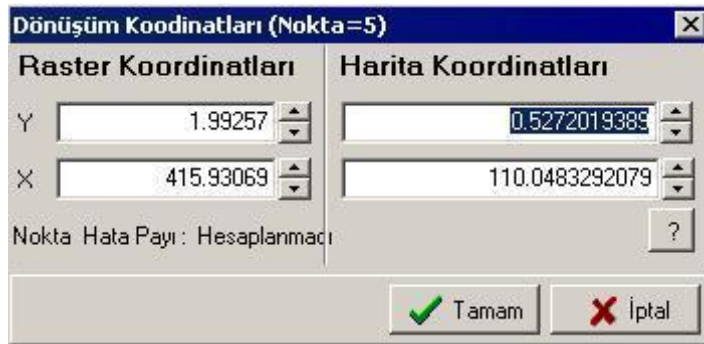 Dönüşüm Koodinatları (Nokta=5)
Raster Koordinatları Harita Koordinatları
Y 1.99257 0.5272019389
X 415.93069 110.0483292079
Nokta Hata Payı : Hesaplanmadı
?
Tamam İptal